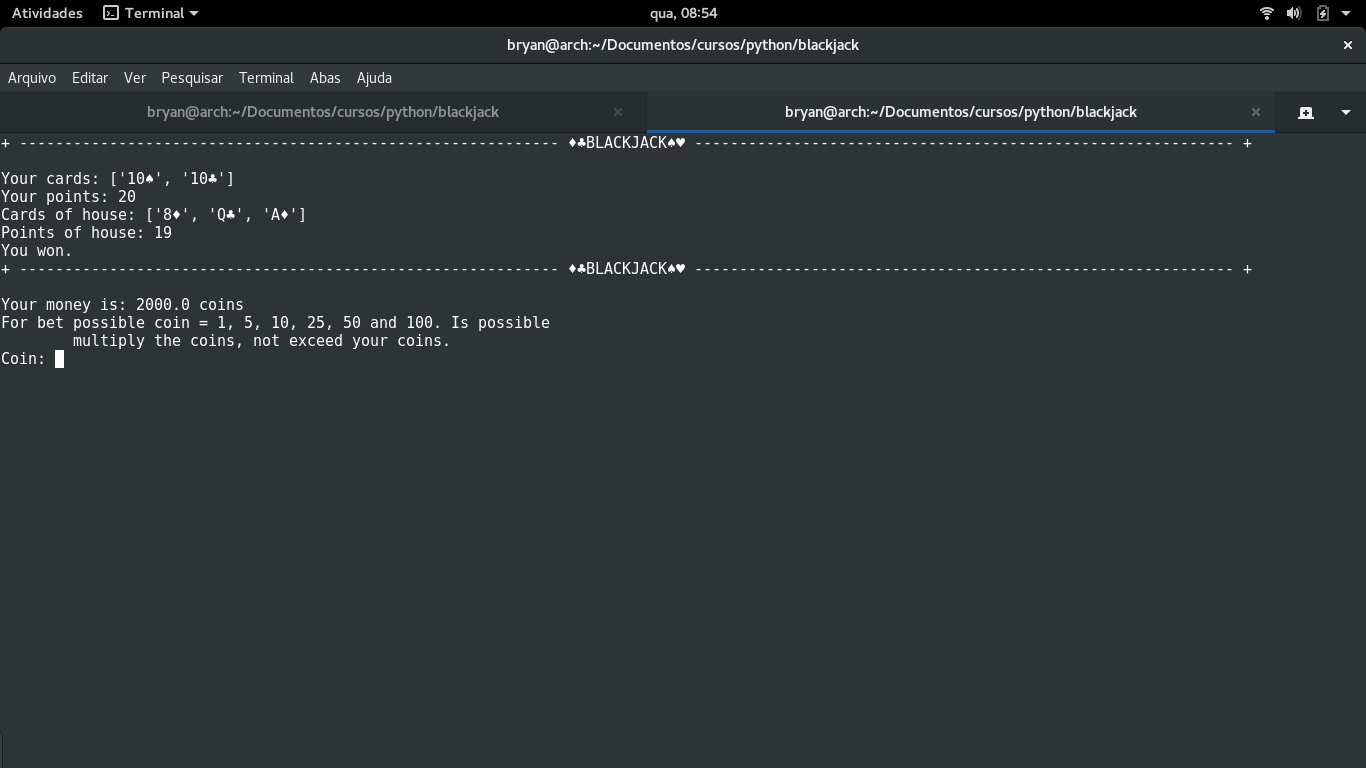 Atividades Terminal qua, 08:54
bryan@arch:~/Documentos/cursos/python/blackjack
Arquivo Editar Ver Pesquisar Terminal Abas Ajuda
bryan@arch:~/Documentos/cursos/python/blackjack bryan@arch:~/Documentos/cursos/python/blackjack
+ ------------------------------------------------------------ ♦♣BLACKJACK♠♥ ------------------------------------------------------------ +
Your cards: ['10♠', '10♣']
Your points: 20
Cards of house: ['8♦', 'Q♣', 'A♦']
Points of house: 19
You won.
+ ------------------------------------------------------------ ♦♣BLACKJACK♠♥ ------------------------------------------------------------ +
Your money is: 2000.0 coins
For bet possible coin = 1, 5, 10, 25, 50 and 100. Is possible
multiply the coins, not exceed your coins.
Coin: